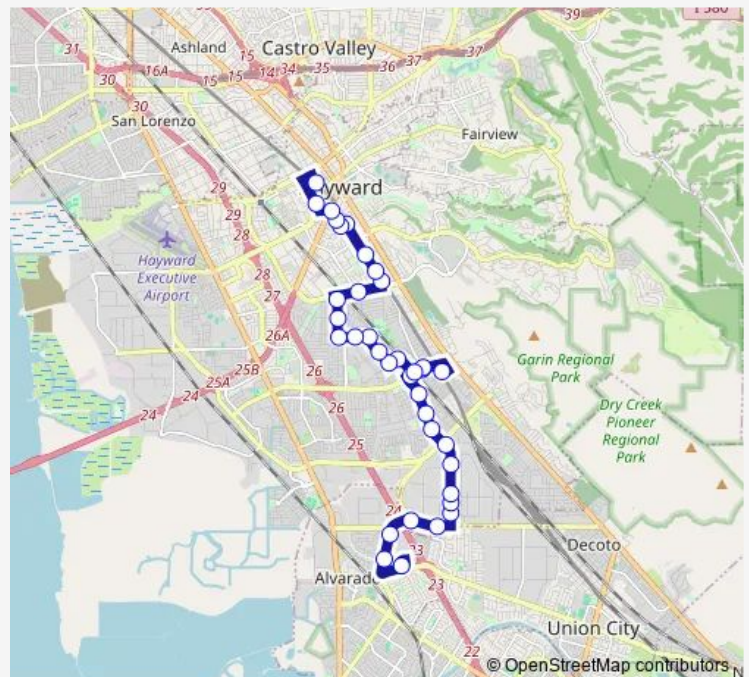 I 580
39
Ashland
Castro Valley
31
16A
15
15
15
14
34
35
36
37
37
30
30
San Lorenzo
Fairview
29
29
yward
28
Hayward
Executive
Airport
28
27
26A
26
25B
25A
24
24
26
25
Garin Regional
Park
Dry Creek
Pioneer
Regional
Park
24
23
Decoto
Alvarado
23
Union City
22
© OpenStreetMap contributors
N